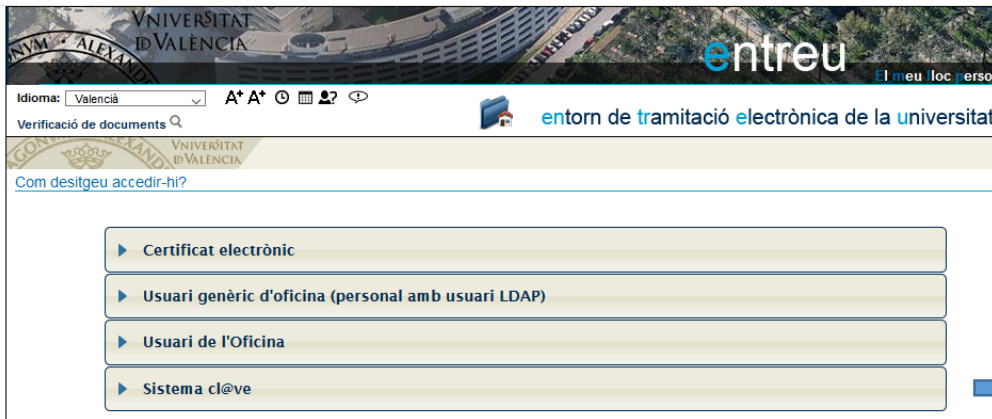 VNIVERSITAT
ID VALÈNCIA
entreu
El meu lloc perso
Idioma: Valencià
A+ A+
Verificació de documents
entorn de tramitació electrònica de la universitat
VNIVERSITAT
ID VALÈNCIA
Com desitgeu accedir-hi?
Certificat electrònic
Usuari genèric d'oficina (personal amb usuari LDAP)
Usuari de l'Oficina
Sistema cl@ve